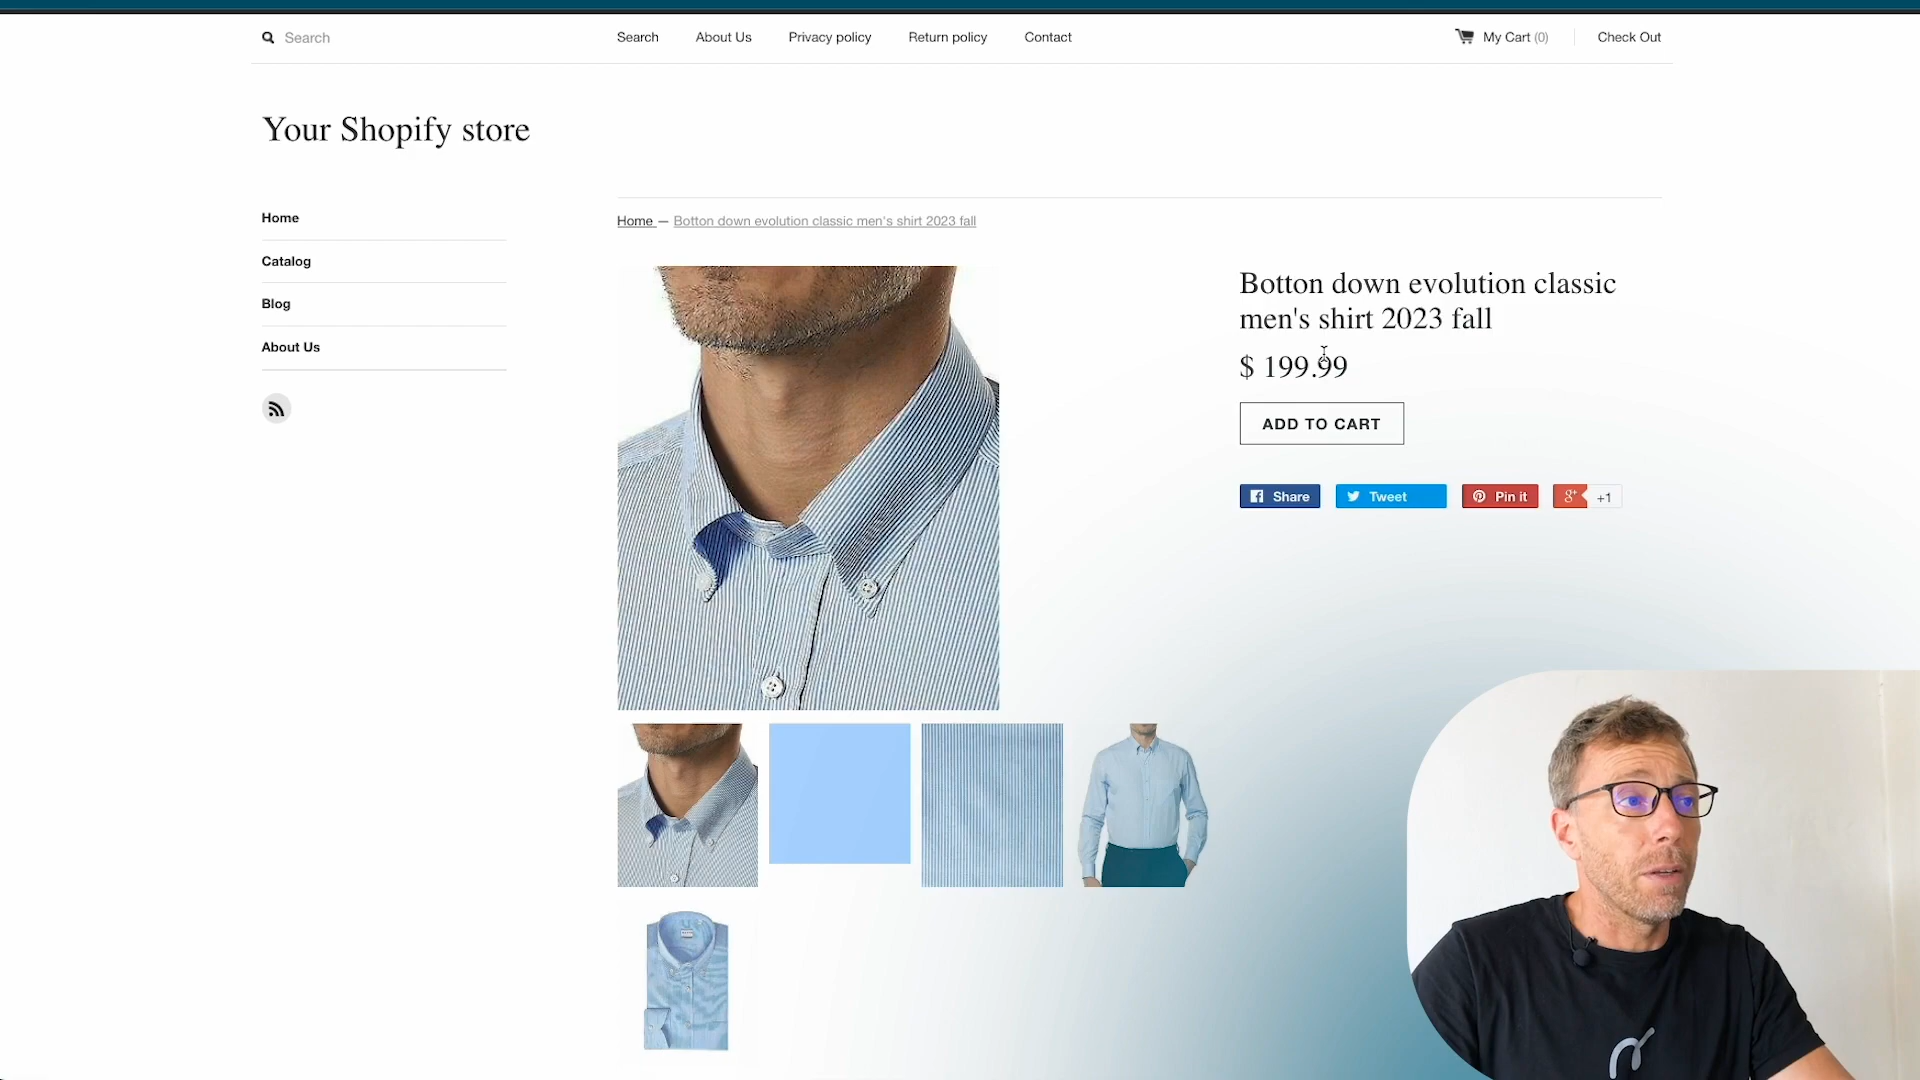 Search
Search
About Us
Privacy policy
Return policy
Contact
My Cart (0)
Check Out
Your Shopify store
Home
Catalog
Blog
About Us
Home — Botton down evolution classic men's shirt 2023 fall
Botton down evolution classic
men's shirt 2023 fall
$ 199.99
ADD TO CART
Share
Tweet
Pin it
g+
+1